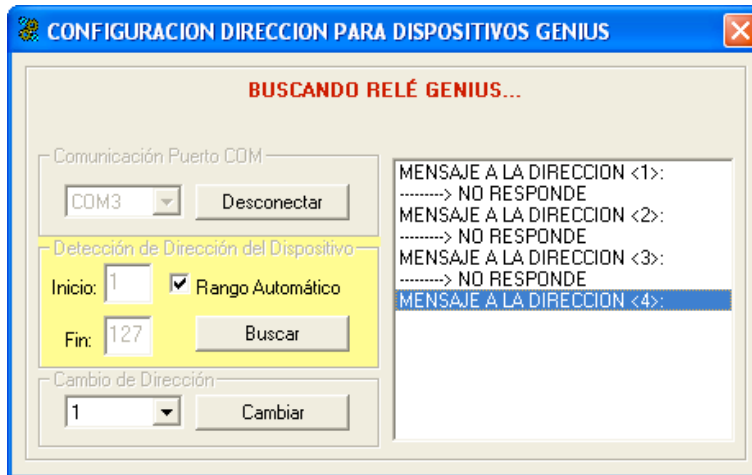 CONFIGURACION DIRECCION PARA DISPOSITIVOS GENIUS
BUSCANDO RELÉ GENIUS...
Comunicación Puerto COM
COM3
Desconectar
Detección de Dirección del Dispositivo
Inicio: 1
Rango Automático
Fin: 127
Buscar
Cambio de Dirección
1
Cambiar
MENSAJE A LA DIRECCION <1>:
---------> NO RESPONDE
MENSAJE A LA DIRECCION <2>:
---------> NO RESPONDE
MENSAJE A LA DIRECCION <3>:
---------> NO RESPONDE
MENSAJE A LA DIRECCION <4>: